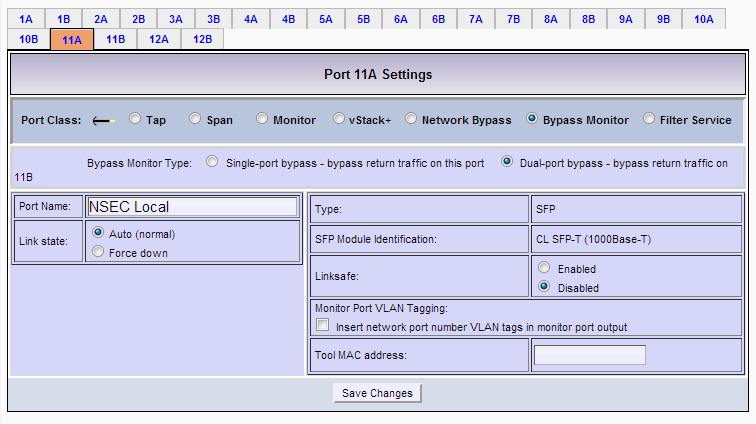 1A 1B 2A 2B 3A 3B 4A 4B 5A 5B 6A 6B 7A 7B 8A 8B 9A 9B 10A
10B 11A 11B 12A 12B
Port 11A Settings
Port Class: Tap Span Monitor vStack+ Network Bypass Bypass Monitor Filter Service
Bypass Monitor Type: Single-port bypass - bypass return traffic on this port Dual-port bypass - bypass return traffic on
11B
Port Name: NSEC Local
Link state: Auto (normal)
Force down
Type: SFP
SFP Module Identification: CL SFP-T (1000Base-T)
Linksafe: Enabled
Disabled
Monitor Port VLAN Tagging:
Insert network port number VLAN tags in monitor port output
Tool MAC address:
Save Changes